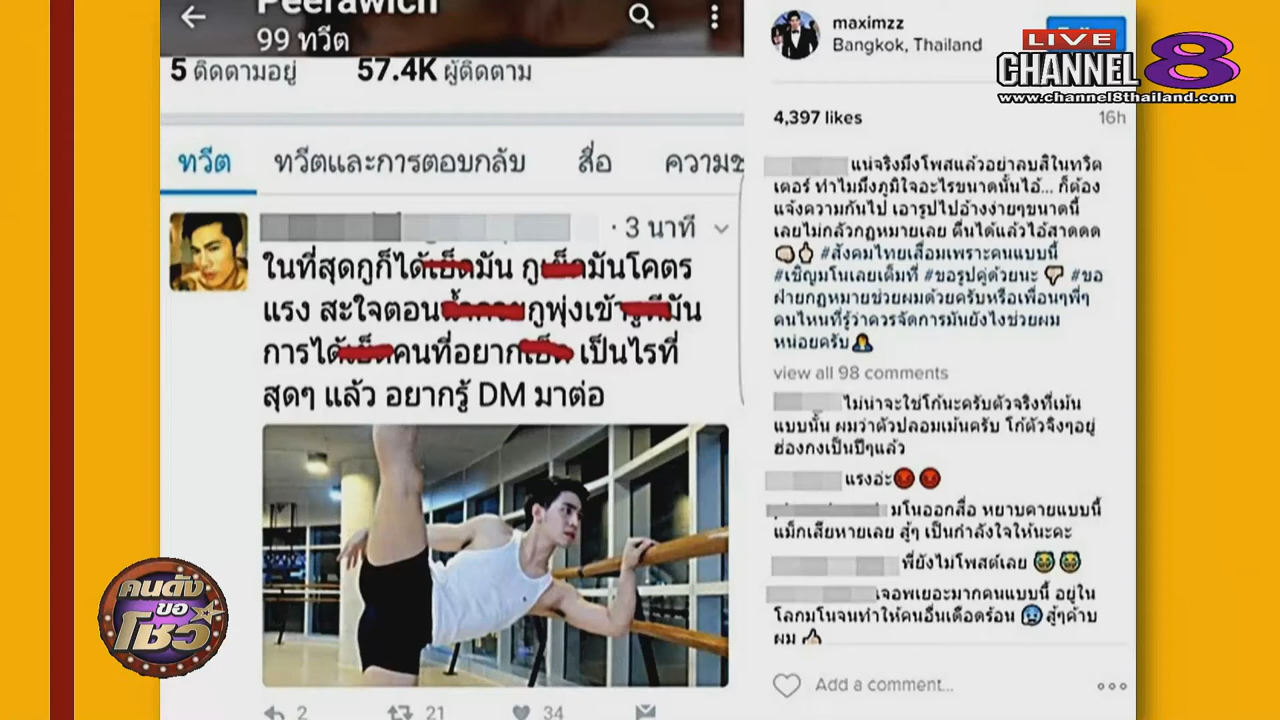 Peerawich
99 ทวีต
5 ติดตามอยู่ 57.4K ผู้ติดตาม
ทวีต ทวีตและการตอบกลับ สื่อ
· 3 นาที
ในที่สุดกูก็ได้ มัน กู มันโคตร
แรง สะใจตอน กูพุ่งเข้า มัน
การได้ คนที่อยาก เป็นไรที่
สุดๆ แล้ว อยากรู้ DM มาต่อ
2 21 34
maximzz
Bangkok, Thailand
LIVE
CHANNEL 8
www.channel8thailand.com
4,397 likes 16h
แน่จริงมึงโพสแล้วอย่าลบสิในทวิต
เตอร์ ทำไมมึงภูมิใจอะไรขนาดนั้นไอ้... ก็ต้อง
แจ้งความกันไป เอารูปไปอ้างง่ายๆขนาดนี้
เลยไม่กลัวกฎหมายเลย ตื่นได้แล้วไอ้สาดดด
👊🏻🖕🏻 #สังคมไทยเสื่อมเพราะคนแบบนี้
#เชิญมโนเลยเต็มที่ #ขอรูปคู่ด้วยนะ 👎🏻 #ขอ
ฝ่ายกฎหมายช่วยผมด้วยครับหรือเพื่อนๆพี่ๆ
คนไหนที่รู้ว่าควรจัดการมันยังไงช่วยผม
หน่อยครับ
view all 98 comments
ไม่น่าจะใช่โก้นะครับตัวจริงที่เม้น
แบบนั้น ผมว่าตัวปลอมเม้นครับ โก้ตัวจิงๆอยู่
ฮ่องกงเป็นปีๆแล้ว
แรงอ่ะ😡😡
มโนออกสื่อ หยาบคายแบบนี้
แม็กเสียหายเลย สู้ๆ เป็นกำลังใจให้นะคะ
พี่ยังไม่โพสต์เลย 😭😭
เจอพเยอะมากคนแบบนี้ อยู่ใน
โลกมโนจนทำให้คนอื่นเดือดร้อน 😢 สู้ๆค้าบ
ผม 👍🏻
Add a comment...
คนดัง
ขอ
โชว์